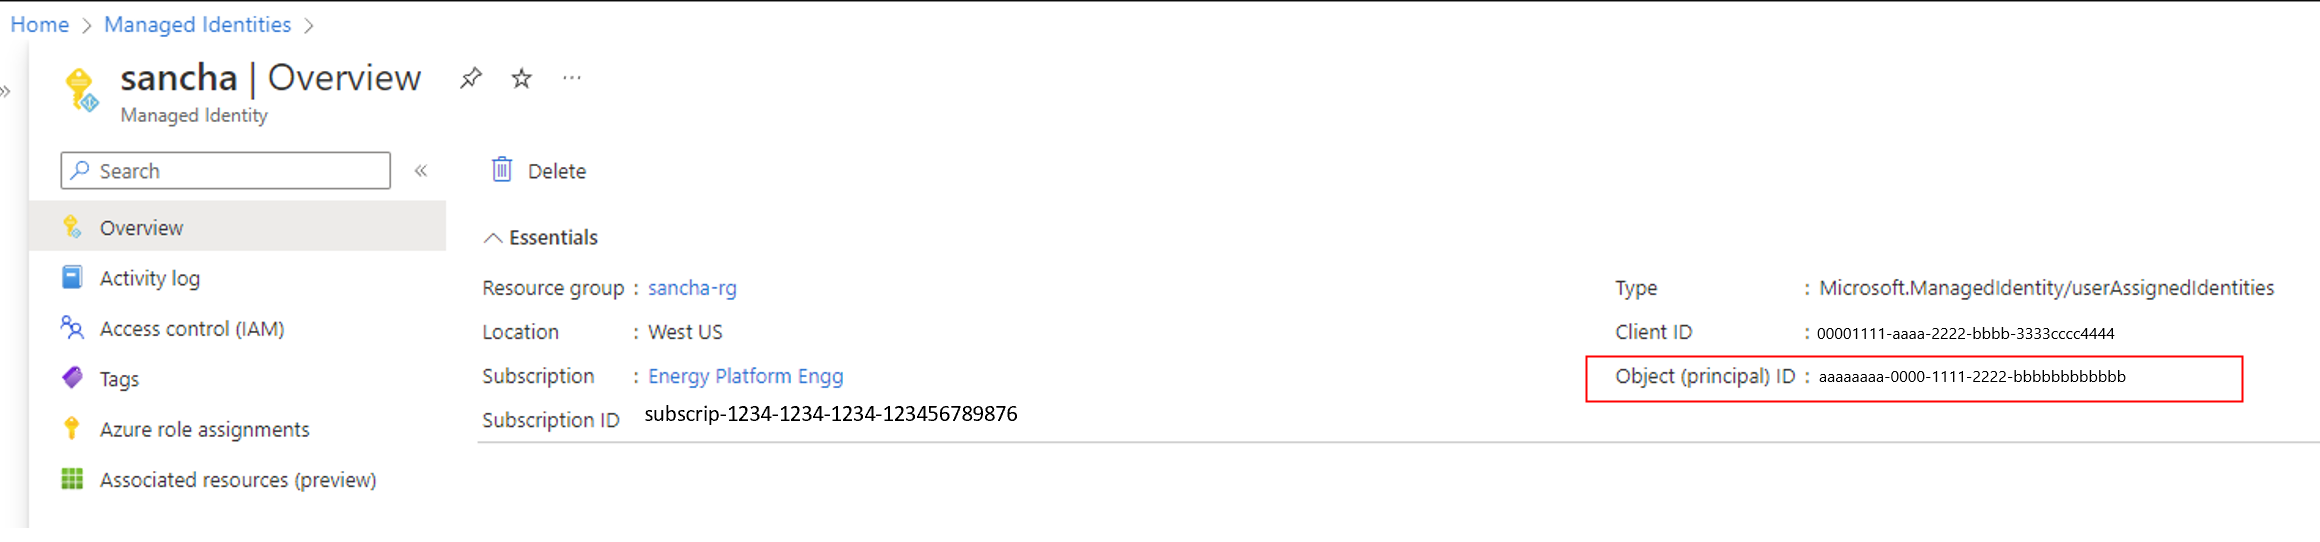 Home > Managed Identities >
»
sancha | Overview ...
Managed Identity
Search «
Delete
Overview
Activity log
Access control (IAM)
Tags
Azure role assignments
Associated resources (preview)
Essentials
Resource group : sancha-rg
Location : West US
Subscription : Energy Platform Engg
Subscription ID subscrip-1234-1234-1234-123456789876
Type : Microsoft.ManagedIdentity/userAssignedIdentities
Client ID : 00001111-aaaa-2222-bbbb-3333cccc4444
Object (principal) ID : aaaaaaaa-0000-1111-2222-bbbbbbbbbbbb